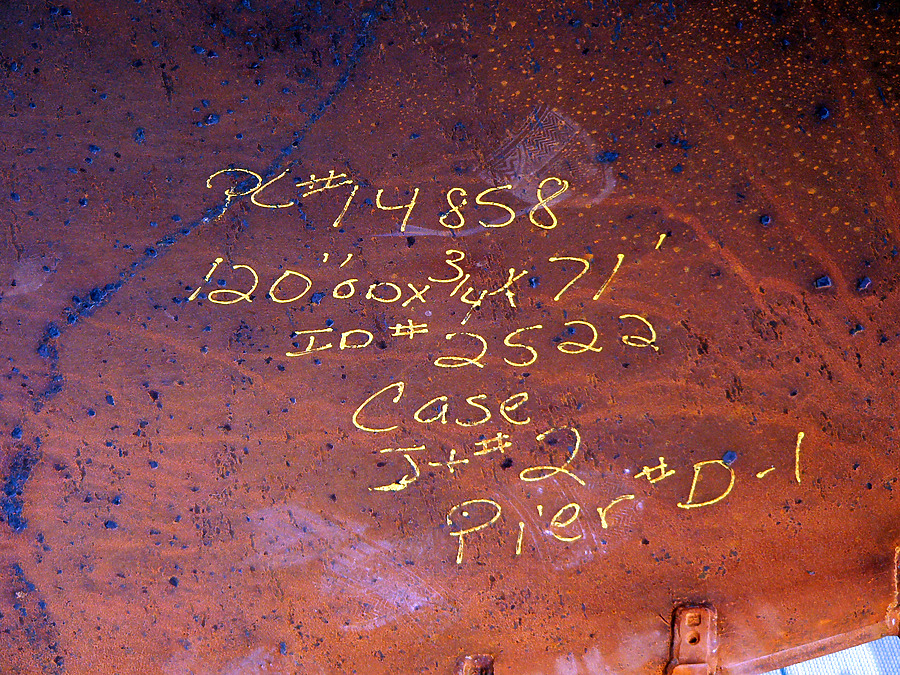 PC#14858
120" OD x 3/4 x 71'
ID# 2522
Case
Jt# 2
Pier #D-1